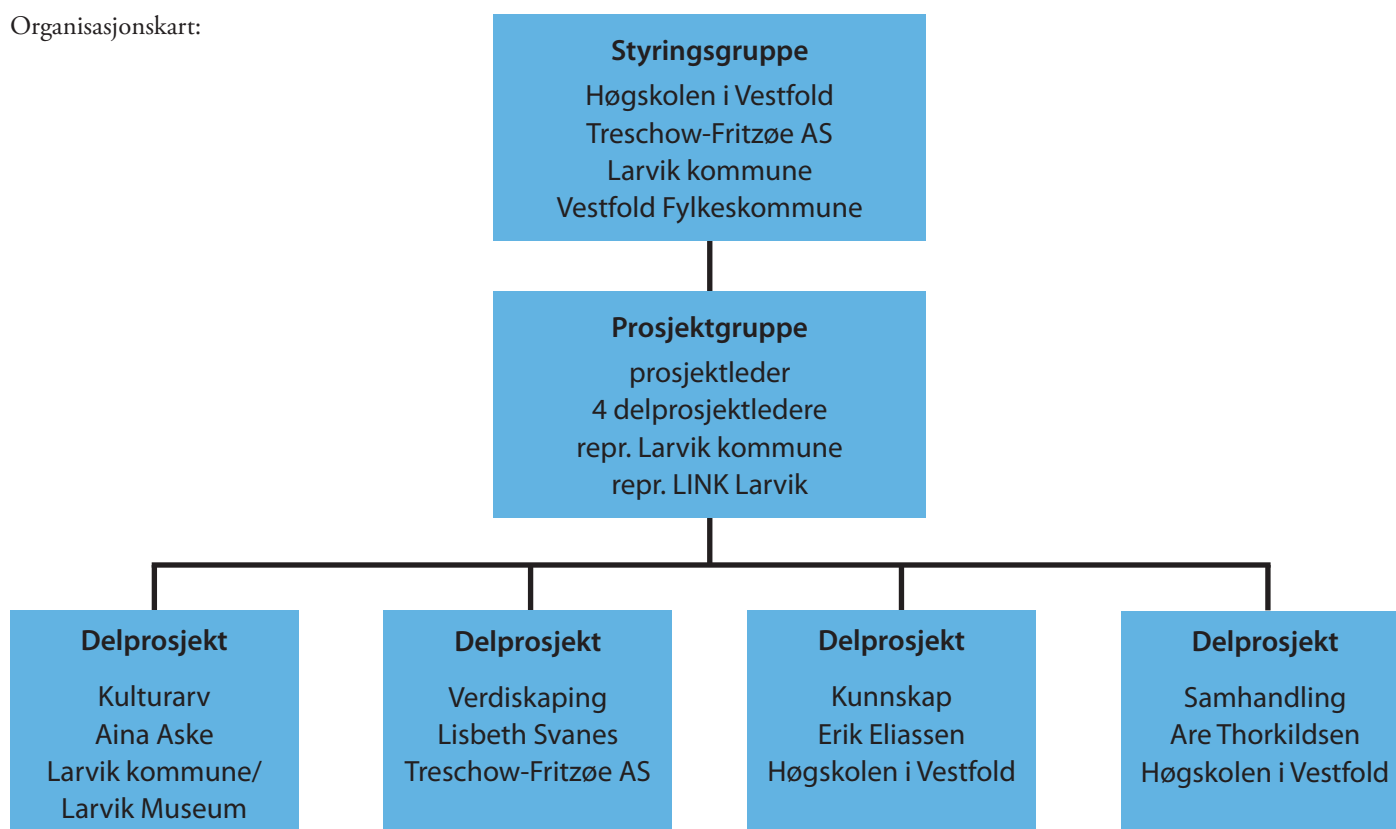 Organisasjonskart:
Styringsgruppe
Høgskolen i Vestfold
Treschow-Fritzøe AS
Larvik kommune
Vestfold Fylkeskommune
Prosjektgruppe
prosjektleder
4 delprosjektledere
repr. Larvik kommune
repr. LINK Larvik
Delprosjekt
Kulturarv
Aina Aske
Larvik kommune/
Larvik Museum
Delprosjekt
Verdiskaping
Lisbeth Svanes
Treschow-Fritzøe AS
Delprosjekt
Kunnskap
Erik Eliassen
Høgskolen i Vestfold
Delprosjekt
Samhandling
Are Thorkildsen
Høgskolen i Vestfold